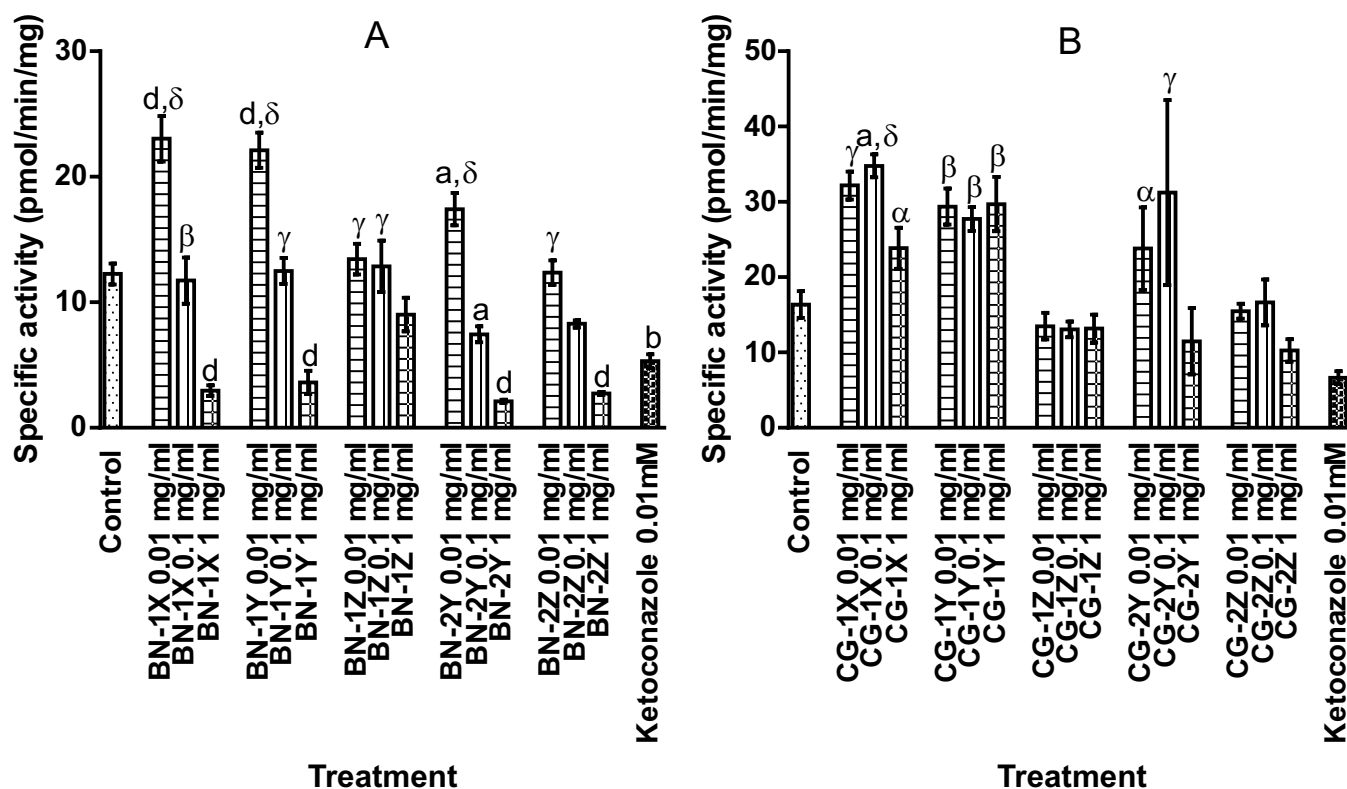 A
Specific activity (pmol/min/mg)
30
20
10
0
d,δ
β
d
d,δ
γ
d
γ
γ
a,δ
a
d
γ
d
b
Control
BN-1X 0.01 mg/ml
BN-1X 0.1 mg/ml
BN-1X 1 mg/ml
BN-1Y 0.01 mg/ml
BN-1Y 0.1 mg/ml
BN-1Y 1 mg/ml
BN-1Z 0.01 mg/ml
BN-1Z 0.1 mg/ml
BN-1Z 1 mg/ml
BN-2Y 0.01 mg/ml
BN-2Y 0.1 mg/ml
BN-2Y 1 mg/ml
BN-2Z 0.01 mg/ml
BN-2Z 0.1 mg/ml
BN-2Z 1 mg/ml
Ketoconazole 0.01mM
Treatment
B
Specific activity (pmol/min/mg)
50
40
30
20
10
0
γ
a,δ
α
β
β
β
α
γ
Control
CG-1X 0.01 mg/ml
CG-1X 0.1 mg/ml
CG-1X 1 mg/ml
CG-1Y 0.01 mg/ml
CG-1Y 0.1 mg/ml
CG-1Y 1 mg/ml
CG-1Z 0.01 mg/ml
CG-1Z 0.1 mg/ml
CG-1Z 1 mg/ml
CG-2Y 0.01 mg/ml
CG-2Y 0.1 mg/ml
CG-2Y 1 mg/ml
CG-2Z 0.01 mg/ml
CG-2Z 0.1 mg/ml
CG-2Z 1 mg/ml
Ketoconazole 0.01mM
Treatment